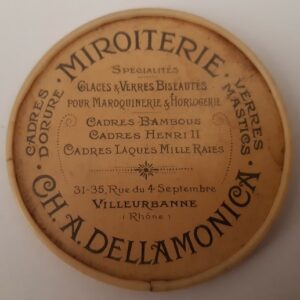 MIROITERIE
CADRES
DORURE
VERRES
MASTICS
SPÉCIALITÉS
GLACES & VERRES BISEAUTÉS
POUR MAROQUINERIE & HORLOGERIE
CADRES BAMBOUS
CADRES HENRI II
CADRES LAQUÉS MILLE RAIES
31-35, RUE DU 4 SEPTEMBRE
VILLEURBANNE
(RHÔNE)
CH. A. DELLAMONICA